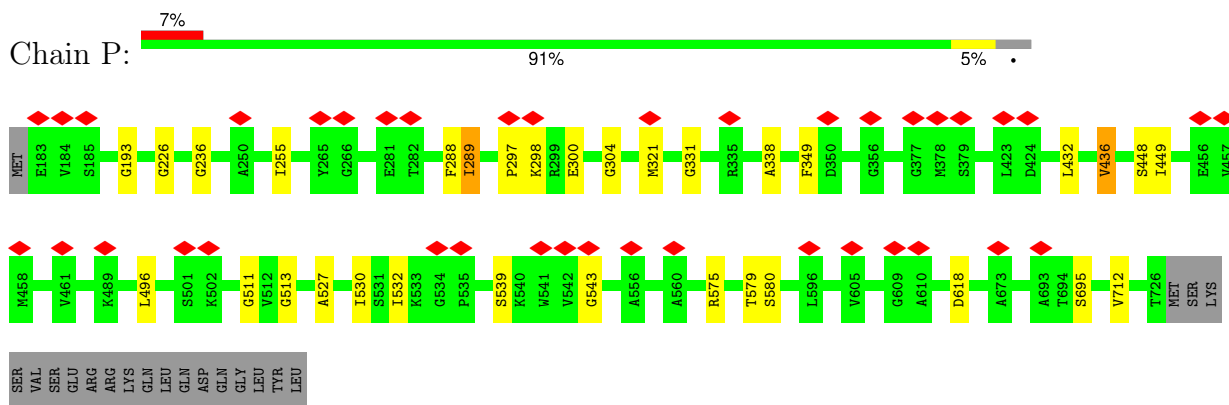 7%
Chain P:
91% 5% •
MET E183 V184 S185 G193 G226 G236 A250 I255 Y265 G266 E281 T282 F288 I289 P297 K298 R299 E300 G304 M321 G331 R335 A338 F349 D350 G356 G377 M378 S379 L423 D424 L432 V436 S448 I449 E456 V457
M458 V461 K489 L496 S501 K502 G511 V512 G513 A527 I530 S531 I532 K533 G534 P535 S539 K540 W541 V542 G543 A556 A560 R575 T579 S580 L596 V605 G609 A610 D618 A673 A693 T694 S695 V712 T726 MET SER LYS
SER VAL SER GLU ARG ARG LYS GLN LEU GLN ASP GLN GLY LEU TYR LEU